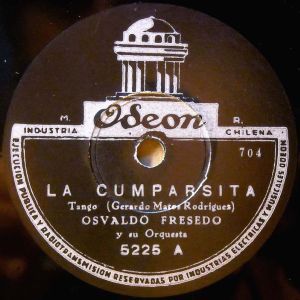 M. Odeon R.
INDUSTRIA CHILENA
704
LA CUMPARSITA
Tango (Gerardo Matos Rodriguez)
OSVALDO FRESEDO
y su Orquesta
5225 A
EJECUCION PUBLICA Y RADIOTRANSMISION RESERVADAS POR INDUSTRIAS ELECTRICAS Y MUSICALES ODEON